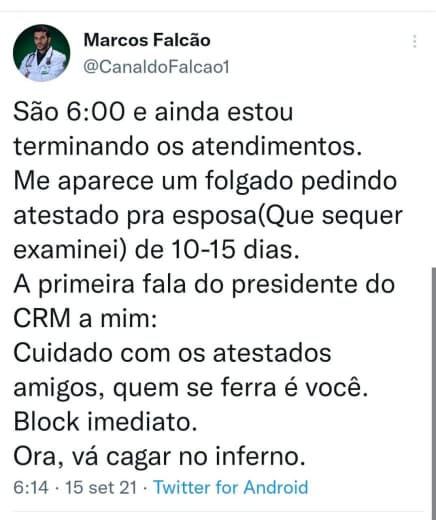 Marcos Falcão
@CanaldoFalcao1
São 6:00 e ainda estou
terminando os atendimentos.
Me aparece um folgado pedindo
atestado pra esposa(Que sequer
examinei) de 10-15 dias.
A primeira fala do presidente do
CRM a mim:
Cuidado com os atestados
amigos, quem se ferra é você.
Block imediato.
Ora, vá cagar no inferno.
6:14 · 15 set 21 · Twitter for Android